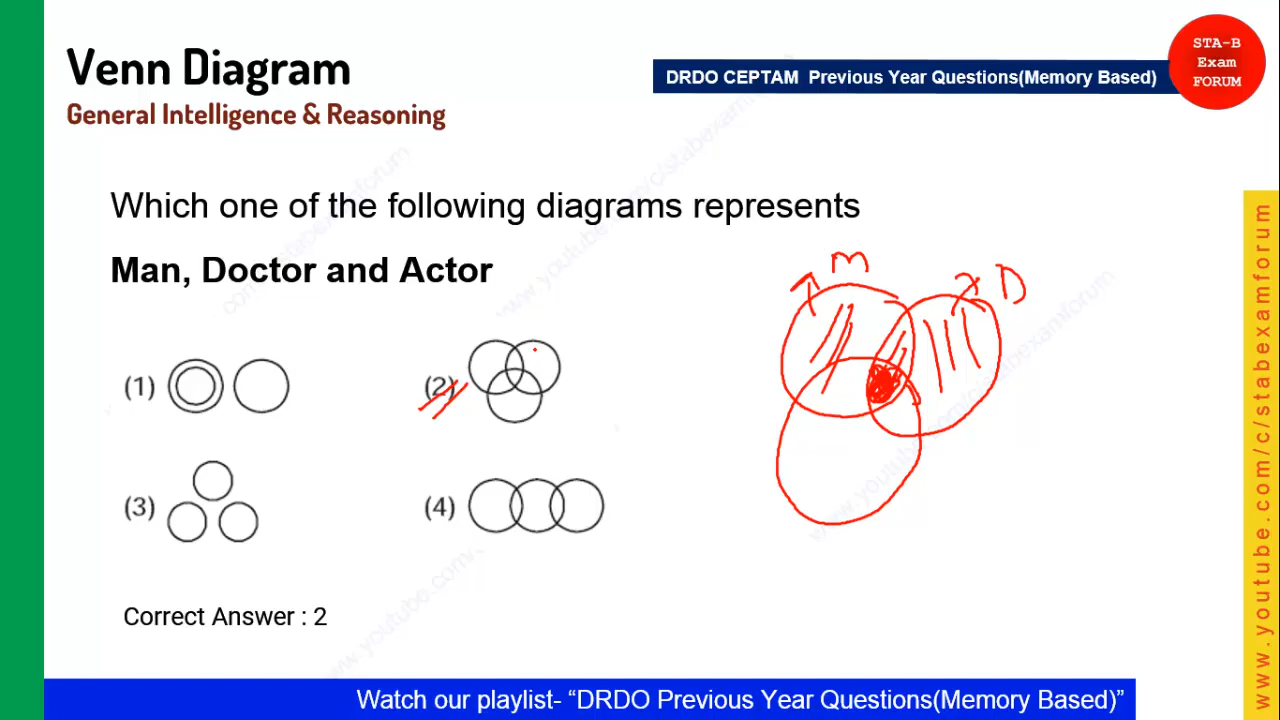 Venn Diagram
General Intelligence & Reasoning
DRDO CEPTAM Previous Year Questions(Memory Based)
STA-B
Exam
FORUM
Which one of the following diagrams represents
Man, Doctor and Actor
M
D
(1)
(2)
(3)
(4)
Correct Answer : 2
Watch our playlist- “DRDO Previous Year Questions(Memory Based)”
www.youtube.com/c/stabexamforum